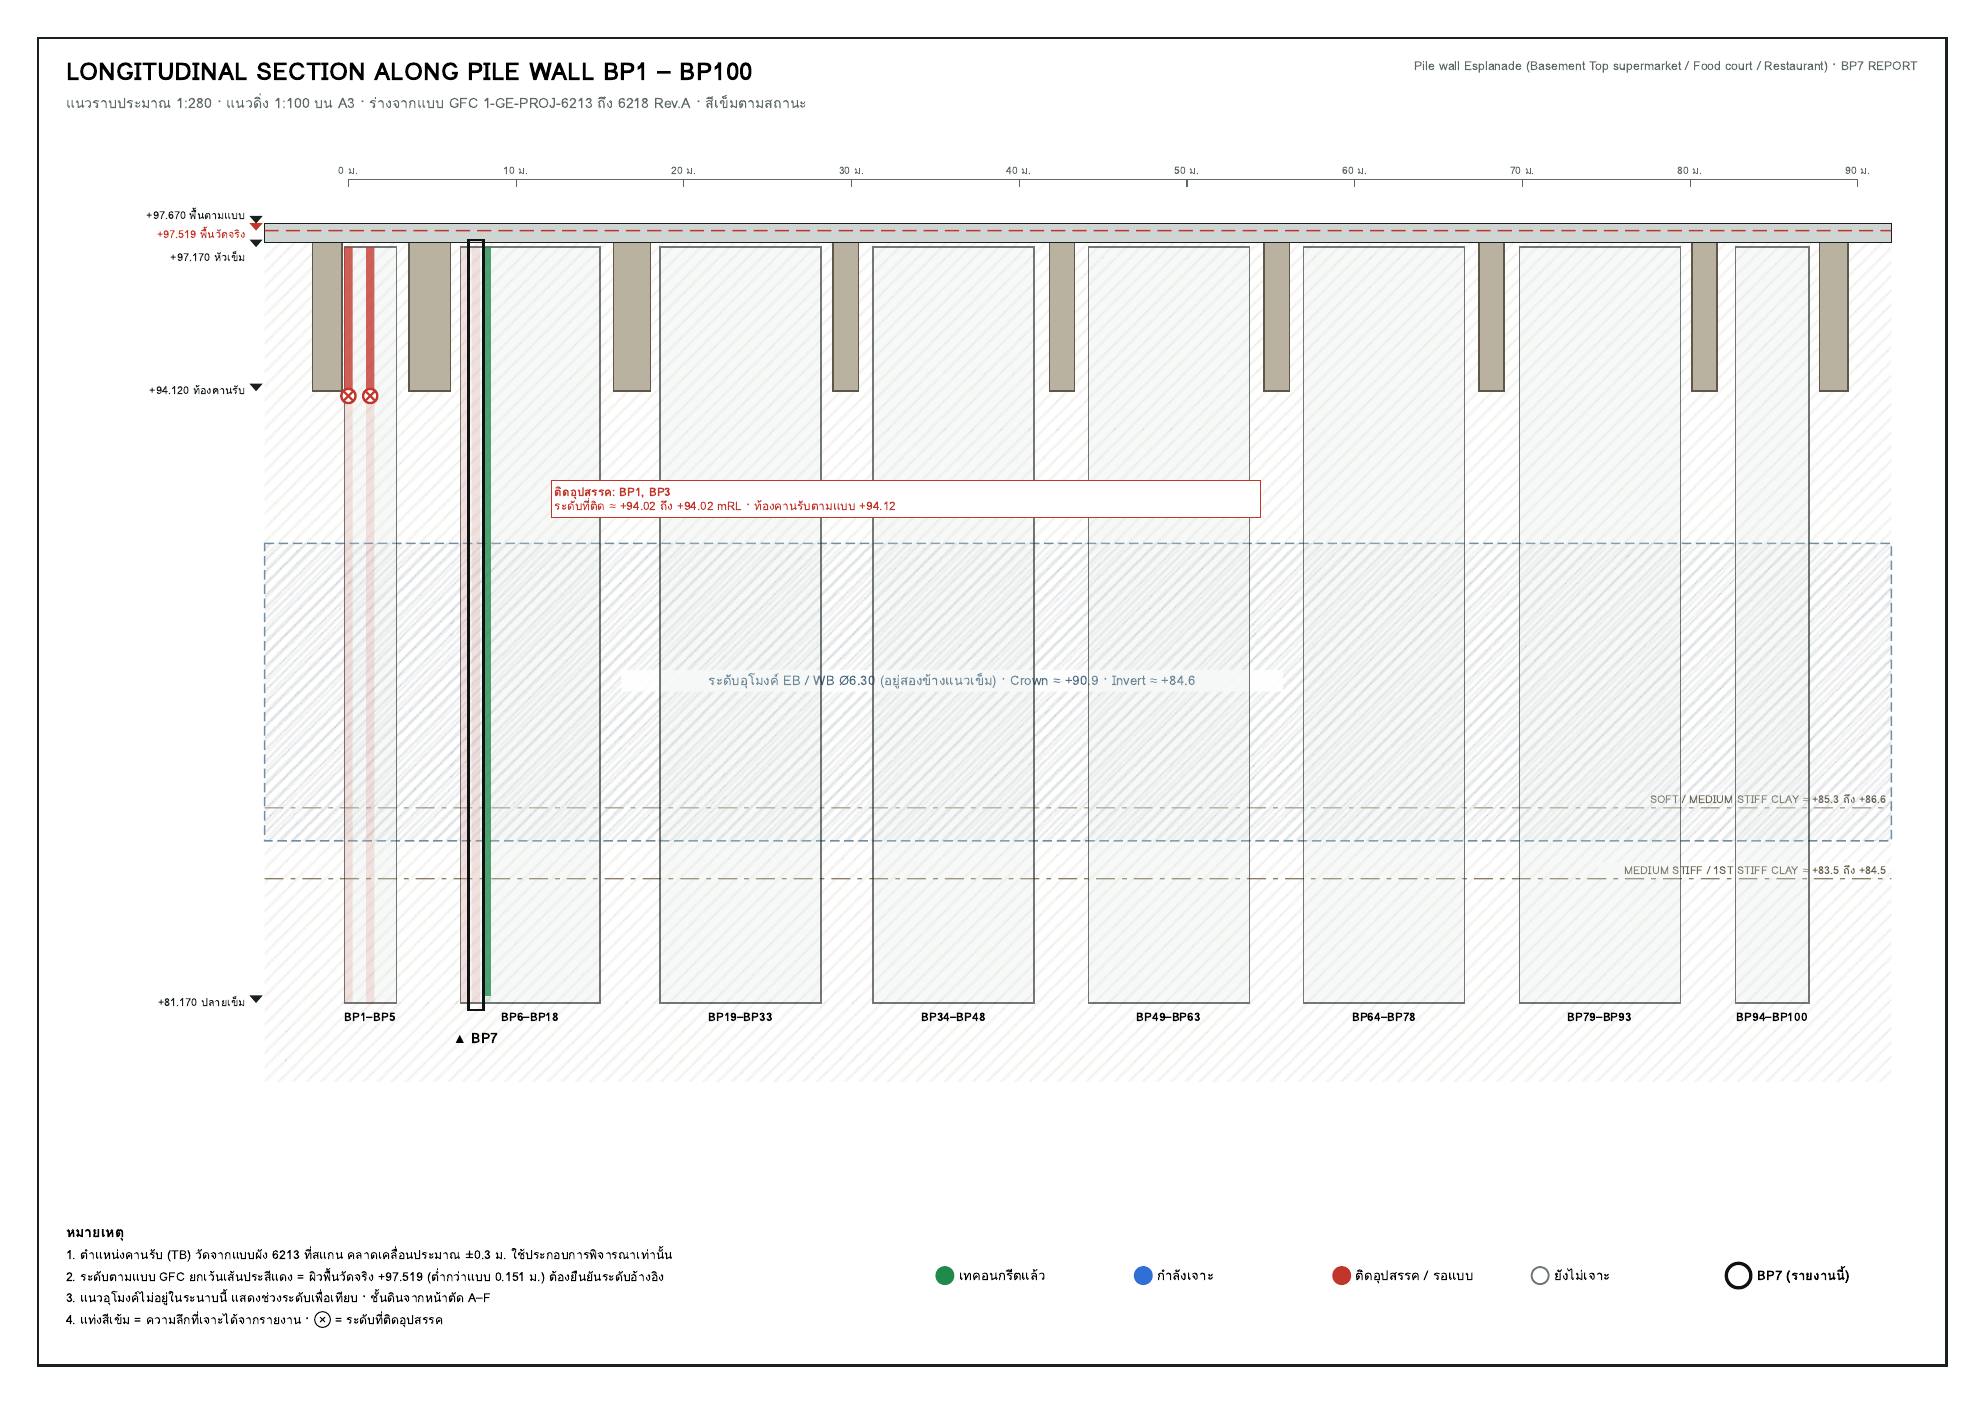 LONGITUDINAL SECTION ALONG PILE WALL BP1 – BP100
Pile wall Esplanade (Basement Top supermarket / Food court / Restaurant) · BP7 REPORT
แนวราบประมาณ 1:280 · แนวดิ่ง 1:100 บน A3 · ร่างจากแบบ GFC 1-GE-PROJ-6213 ถึง 6218 Rev.A · สีเข็มตามสถานะ
0 ม. 10 ม. 20 ม. 30 ม. 40 ม. 50 ม. 60 ม. 70 ม. 80 ม. 90 ม.
+97.670 พื้นตามแบบ
+97.519 พื้นวัดจริง
+97.170 หัวเข็ม
+94.120 ท้องคานรับ
ติดอุปสรรค: BP1, BP3
ระดับที่ติด ≈ +94.02 ถึง +94.02 mRL · ท้องคานรับตามแบบ +94.12
ระดับอุโมงค์ EB / WB Ø6.30 (อยู่สองข้างแนวเข็ม) · Crown ≈ +90.9 · Invert ≈ +84.6
SOFT / MEDIUM STIFF CLAY ≈ +85.3 ถึง +86.6
MEDIUM STIFF / 1ST STIFF CLAY ≈ +83.5 ถึง +84.5
+81.170 ปลายเข็ม
BP1–BP5 BP6–BP18 BP19–BP33 BP34–BP48 BP49–BP63 BP64–BP78 BP79–BP93 BP94–BP100
▲ BP7
หมายเหตุ
1. ตำแหน่งคานรับ (TB) วัดจากแบบผัง 6213 ที่สแกน คลาดเคลื่อนประมาณ ±0.3 ม. ใช้ประกอบการพิจารณาเท่านั้น
2. ระดับตามแบบ GFC ยกเว้นเส้นประสีแดง = ผิวพื้นวัดจริง +97.519 (ต่ำกว่าแบบ 0.151 ม.) ต้องยืนยันระดับอ้างอิง
3. แนวอุโมงค์ไม่อยู่ในระนาบนี้ แสดงช่วงระดับเพื่อเทียบ · ชั้นดินจากหน้าตัด A–F
4. แท่งสีเข้ม = ความลึกที่เจาะได้จากรายงาน · ⊗ = ระดับที่ติดอุปสรรค
เทคอนกรีตแล้ว กำลังเจาะ ติดอุปสรรค / รอแบบ ยังไม่เจาะ BP7 (รายงานนี้)